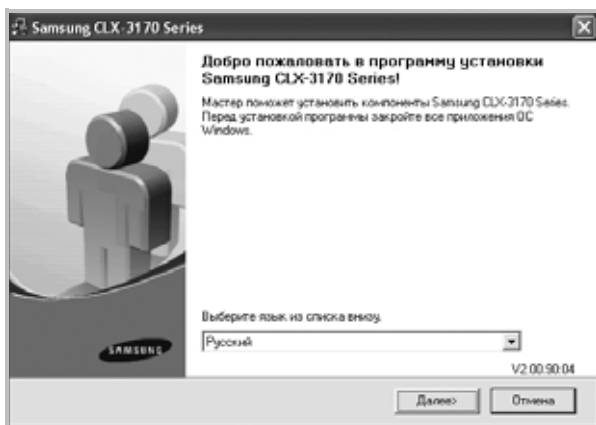 Samsung CLX-3170 Series
Добро пожаловать в программу установки
Samsung CLX-3170 Series!
Мастер поможет установить компоненты Samsung CLX-3170 Series.
Перед установкой программы закройте все приложения ОС
Windows.
Выберите язык из списка внизу.
Русский
SAMSUNG
V2.00.90:04
Далее>
Отмена